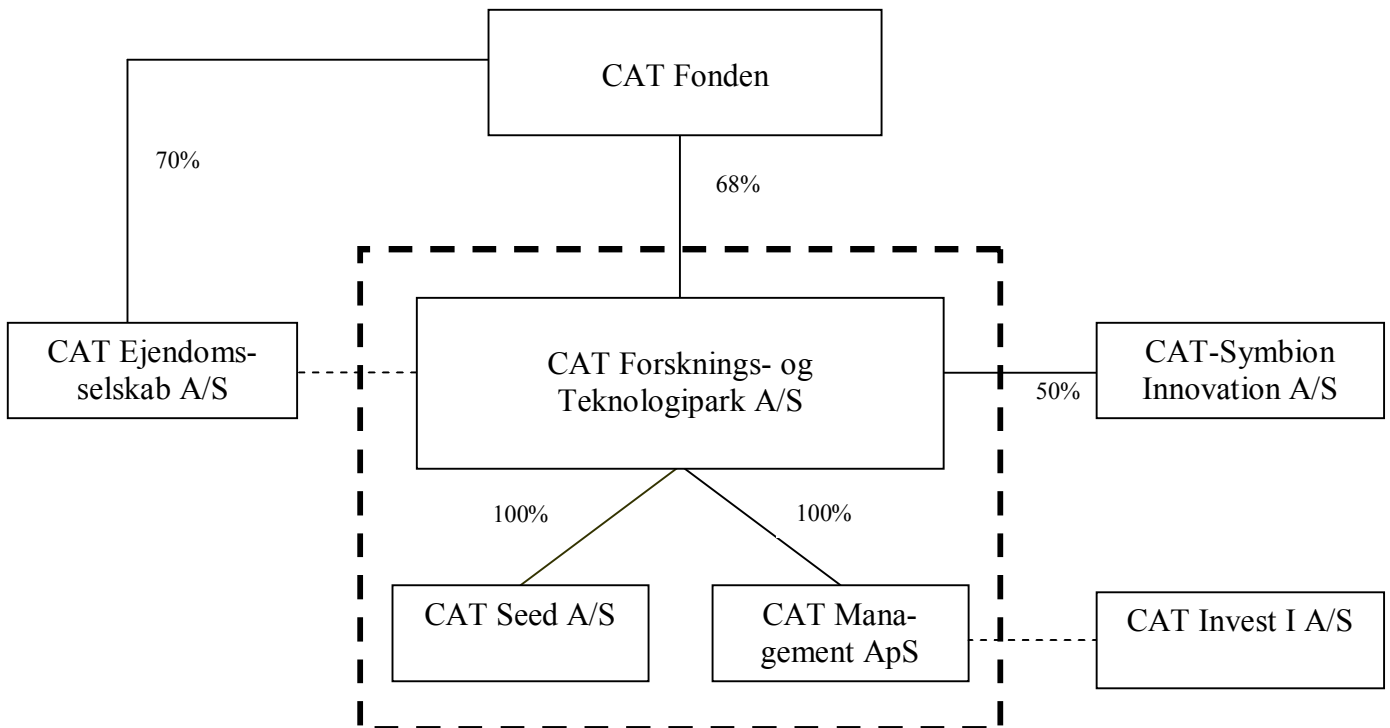 CAT Fonden
70%
68%
CAT Ejendoms-
selskab A/S
CAT Forsknings- og
Teknologipark A/S
CAT-Symbion
Innovation A/S
50%
100%
100%
CAT Seed A/S
CAT Mana-
gement ApS
CAT Invest I A/S